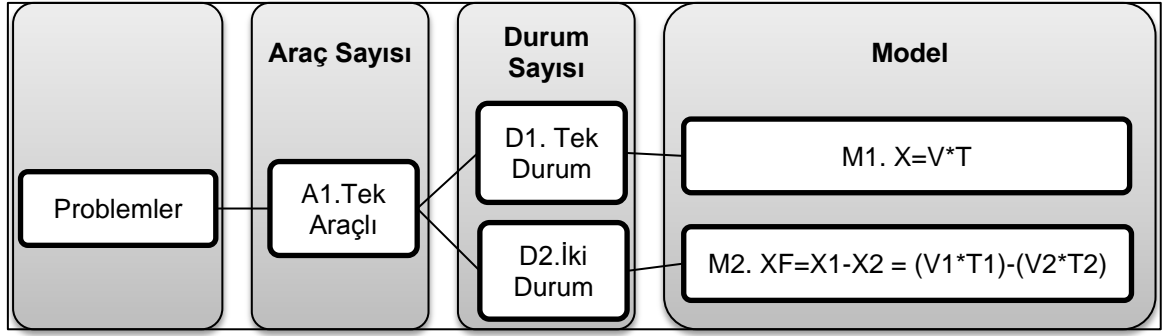 Araç Sayısı
Durum
Sayısı
Model
Problemler
A1.Tek
Araçlı
D1. Tek
Durum
M1. X=V*T
D2.İki
Durum
M2. XF=X1-X2 = (V1*T1)-(V2*T2)